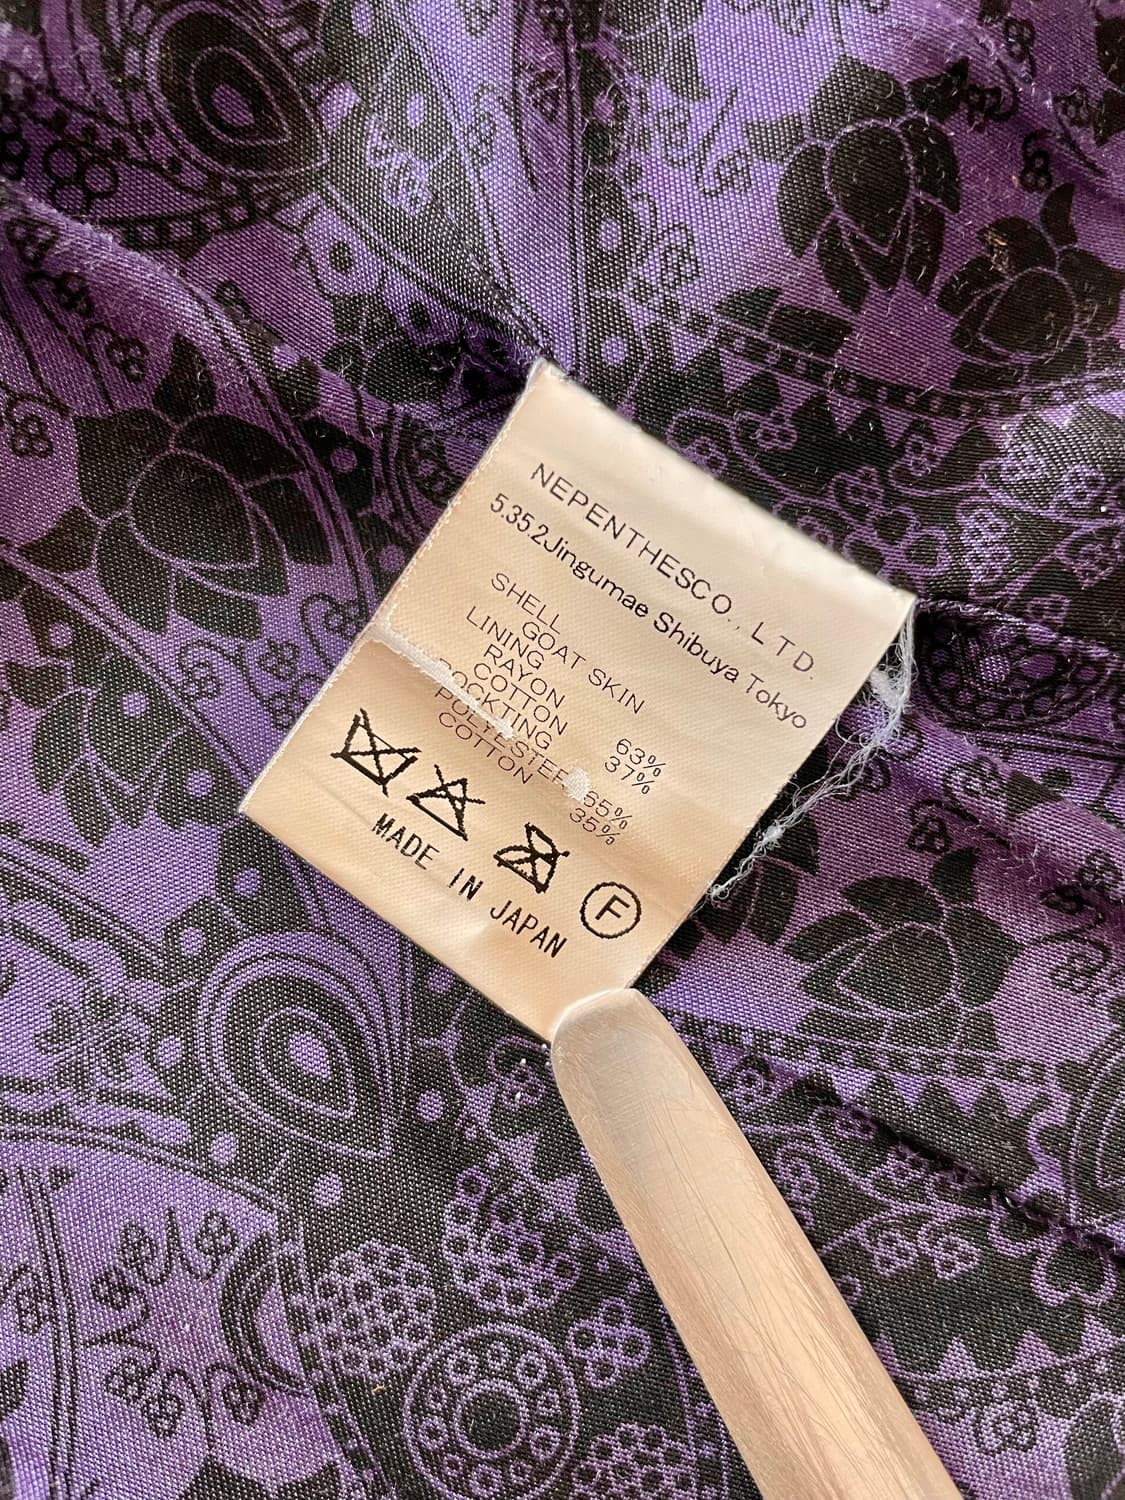 NEPENTHESCO., LTD.
5.35.2Jingumae Shibuya Tokyo
SHELL
GOAT SKIN
LINING
RAYON 63%
COTTON 37%
POCKTING
POLYESTER 65%
COTTON 35%
F
MADE IN JAPAN